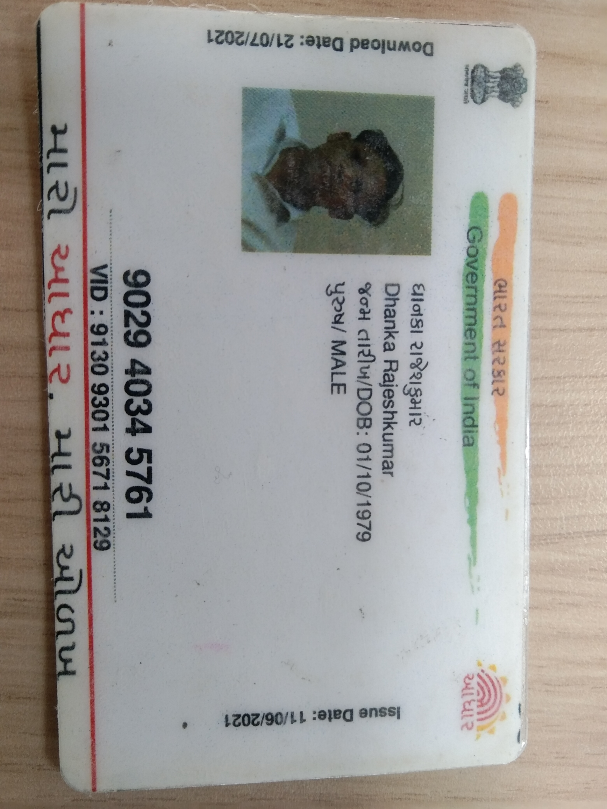 ભારત સરકાર
Government of India
Download Date: 21/07/2021
ધાનકા રાજેશકુમાર
Dhanka Rajeshkumar
જન્મ તારીખ/DOB: 01/10/1979
પુરુષ/ MALE
Issue Date: 11/06/2021
આધાર
9029 4034 5761
VID : 9130 9301 5671 8129
મારો આધાર, મારી ઓળખ